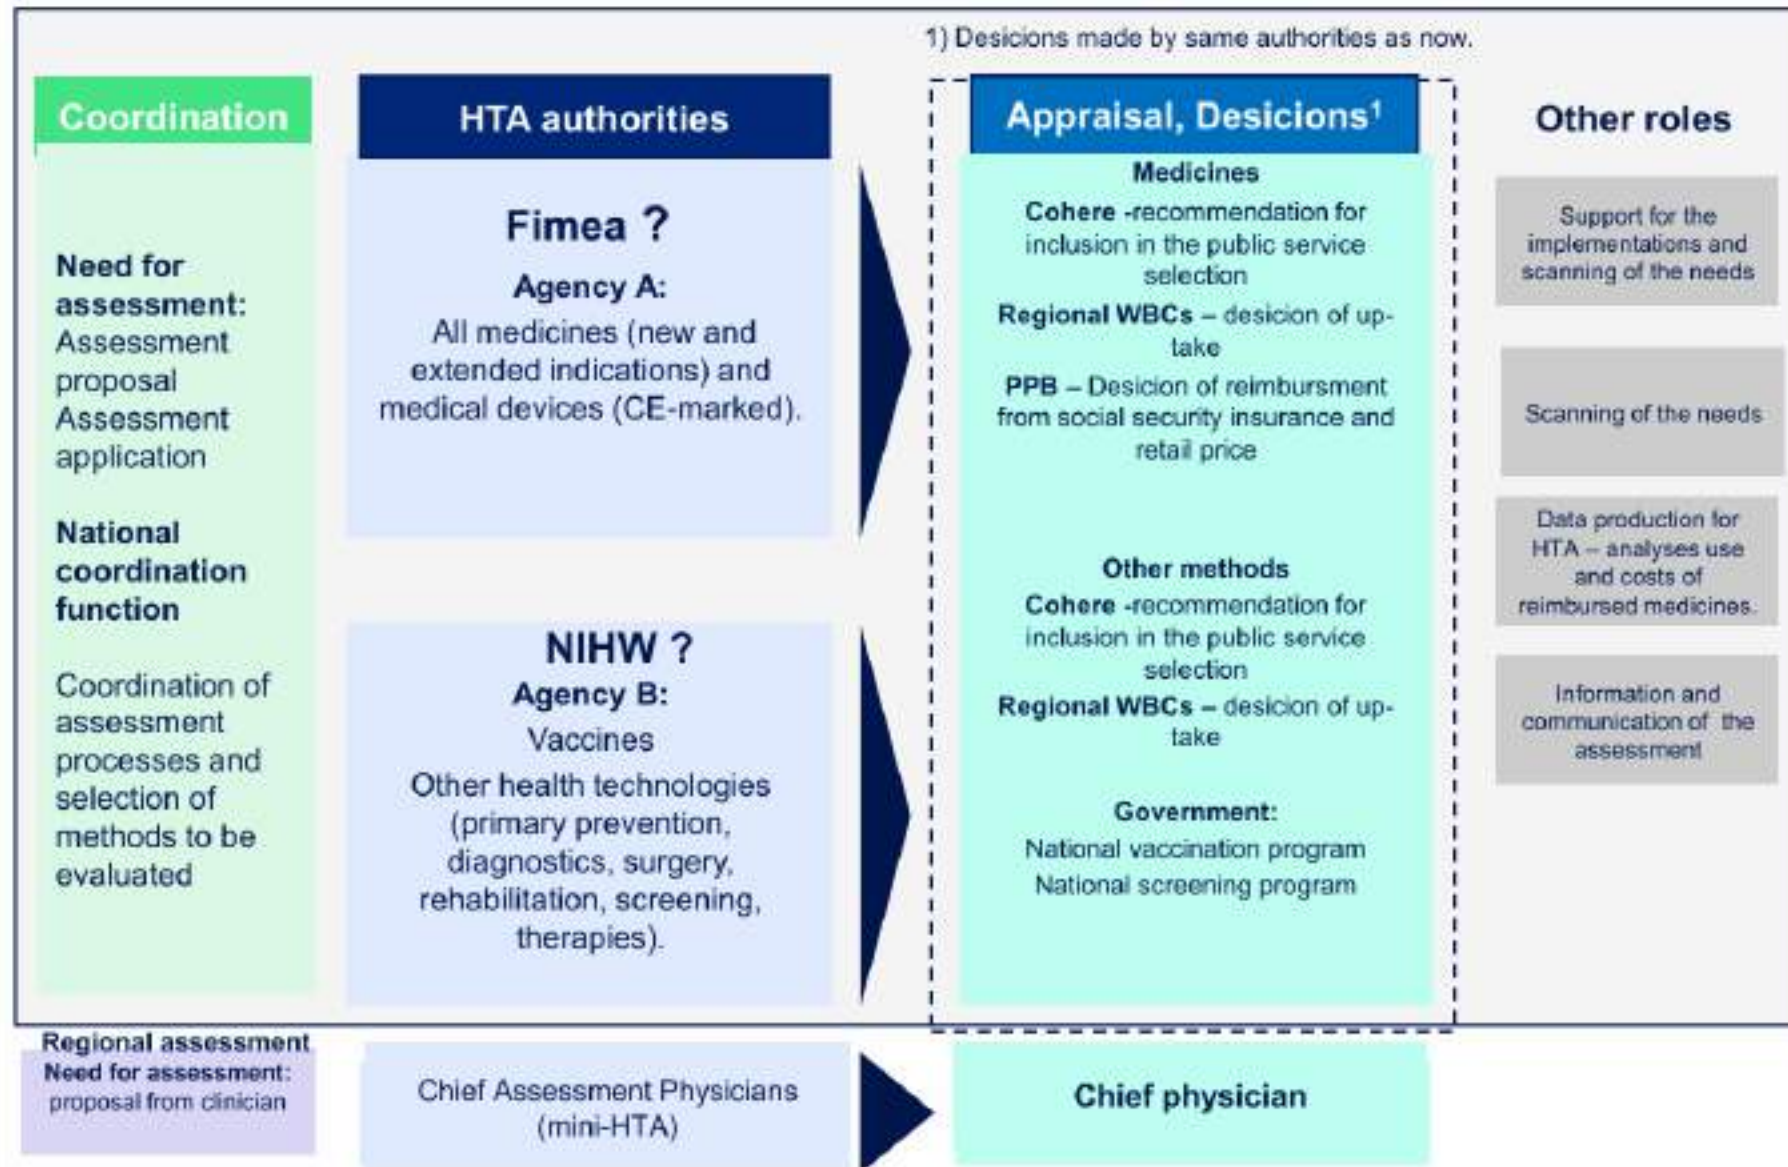 1) Desicions made by same authorities as now.
Coordination
Need for
assessment:
Assessment
proposal
Assessment
application
National
coordination
function
Coordination of
assessment
processes and
selection of
methods to be
evaluated
HTA authorities
Fimea ?
Agency A:
All medicines (new and
extended indications) and
medical devices (CE-marked).
NIHW ?
Agency B:
Vaccines
Other health technologies
(primary prevention,
diagnostics, surgery,
rehabilitation, screening,
therapies).
Appraisal, Desicions¹
Medicines
Cohere -recommendation for
inclusion in the public service
selection
Regional WBCs – desicion of up-
take
PPB – Desicion of reimbursment
from social security insurance and
retail price
Other methods
Cohere -recommendation for
inclusion in the public service
selection
Regional WBCs – desicion of up-
take
Government:
National vaccination program
National screening program
Other roles
Support for the
implementations and
scanning of the needs
Scanning of the needs
Data production for
HTA – analyses use
and costs of
reimbursed medicines.
Information and
communication of the
assessment
Regional assessment
Need for assessment:
proposal from clinician
Chief Assessment Physicians
(mini-HTA)
Chief physician